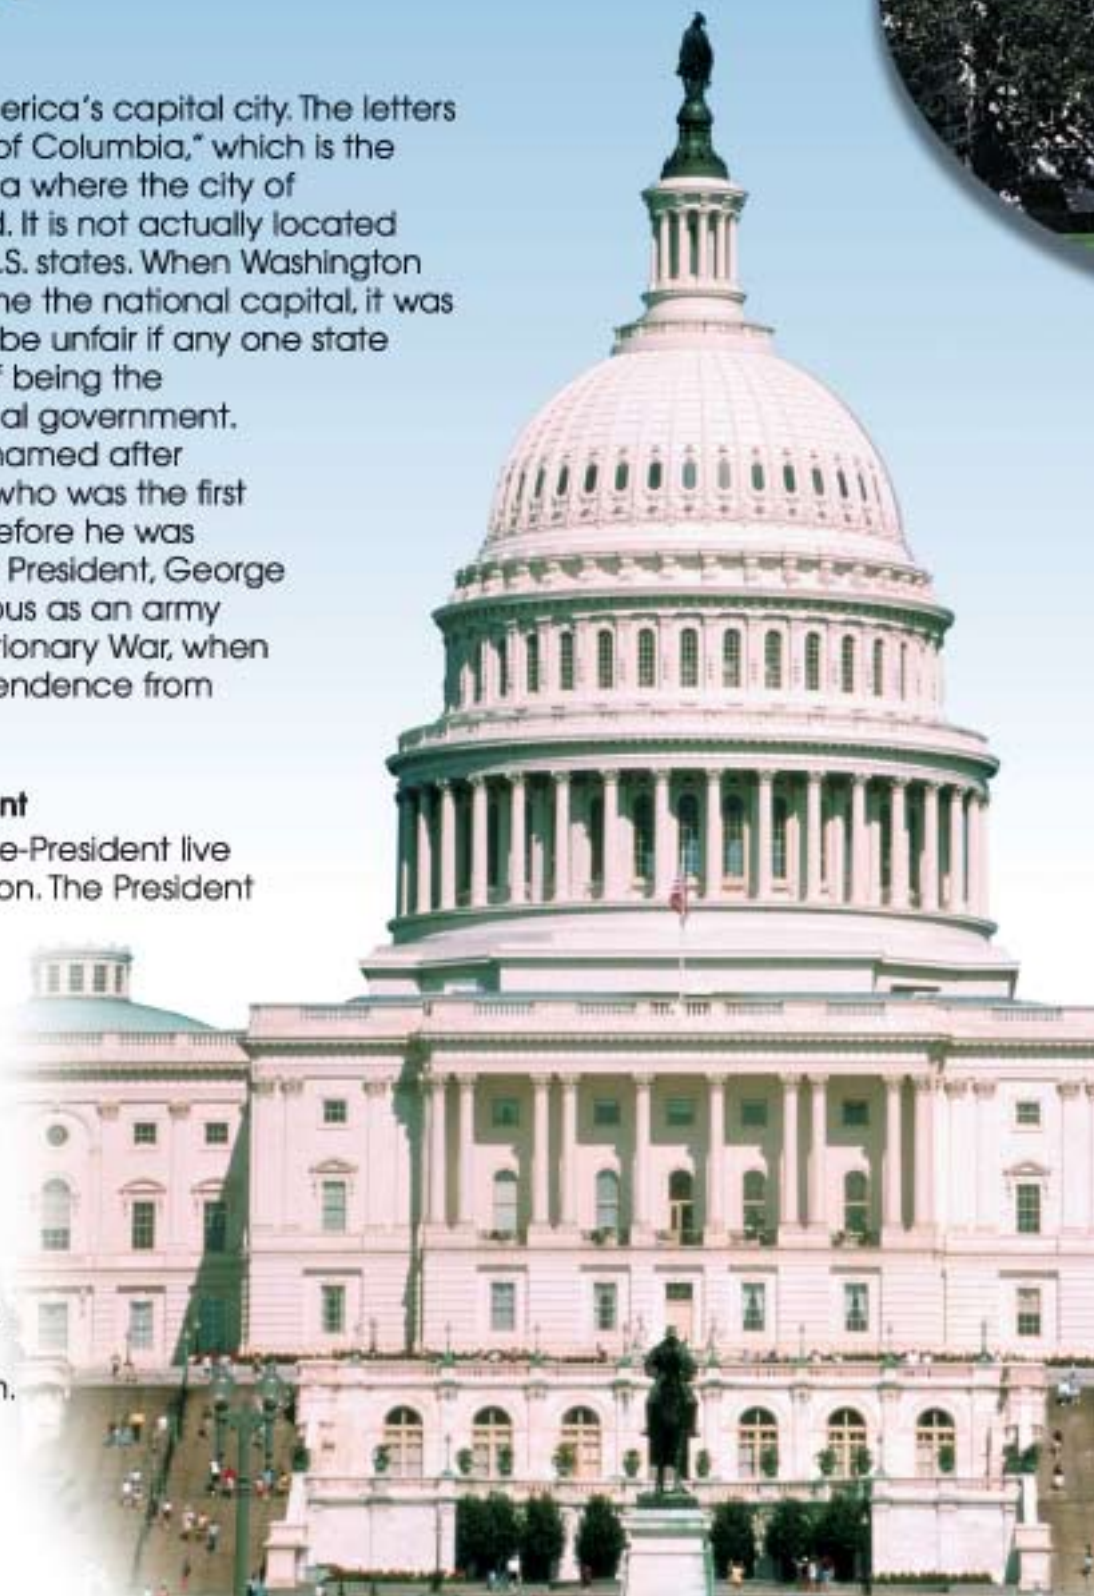 erica's capital city. The letters
of Columbia," which is the
a where the city of
d. It is not actually located
.S. states. When Washington
me the national capital, it was
be unfair if any one state
f being the
al government.
named after
who was the first
efore he was
President, George
ous as an army
tionary War, when
endence from
nt
e-President live
on. The President
n.